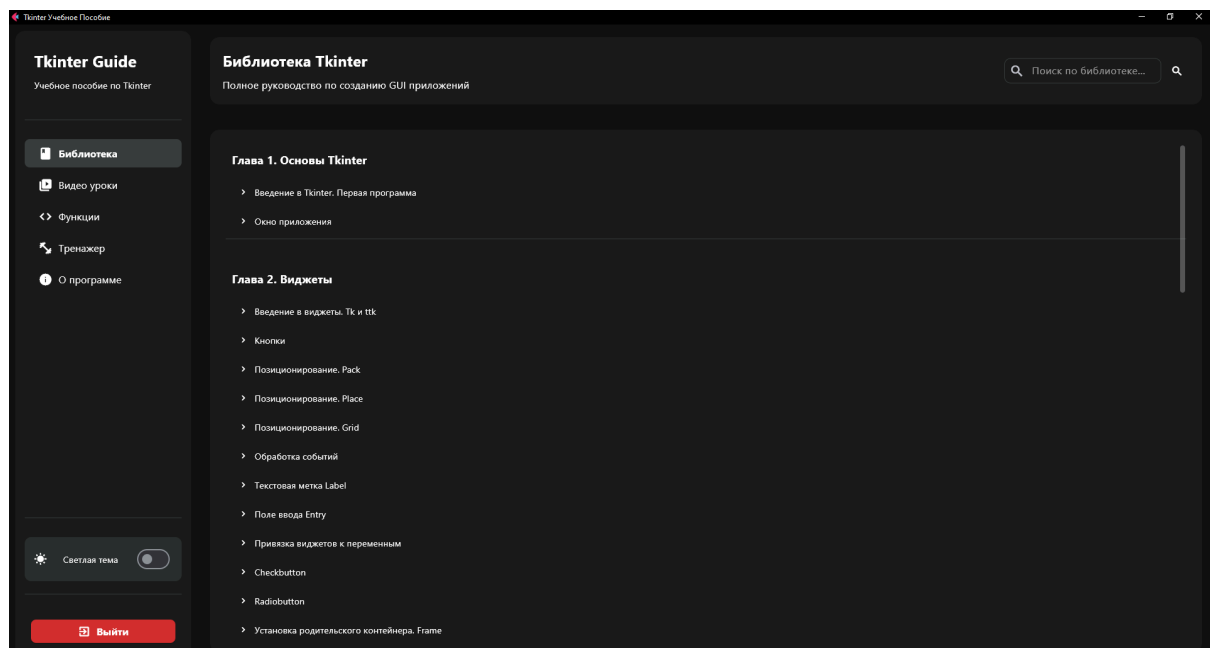 Tkinter Учебное Пособие
Tkinter Guide
Учебное пособие по Tkinter
Библиотека
Видео уроки
Функции
Тренажер
О программе
Светлая тема
Выйти
Библиотека Tkinter
Полное руководство по созданию GUI приложений
Поиск по библиотеке...
Глава 1. Основы Tkinter
Введение в Tkinter. Первая программа
Окно приложения
Глава 2. Виджеты
Введение в виджеты. Tk и ttk
Кнопки
Позиционирование. Pack
Позиционирование. Place
Позиционирование. Grid
Обработка событий
Текстовая метка Label
Поле ввода Entry
Привязка виджетов к переменным
Checkbutton
Radiobutton
Установка родительского контейнера. Frame